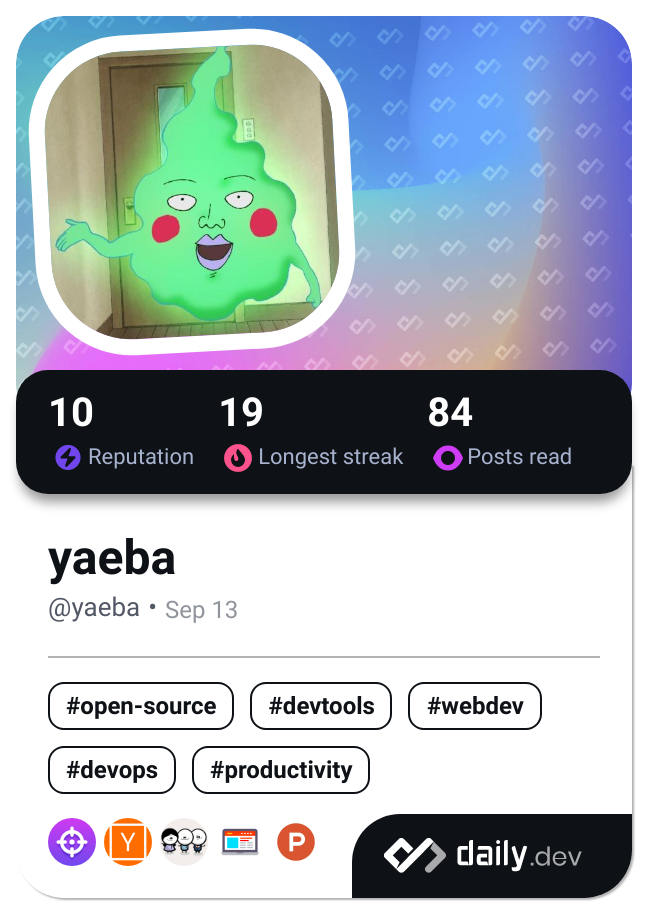 10 19 84
Reputation Longest streak Posts read
yaeba
@yaeba • Sep 13
#open-source #devtools #webdev
#devops #productivity
Y P
daily.dev